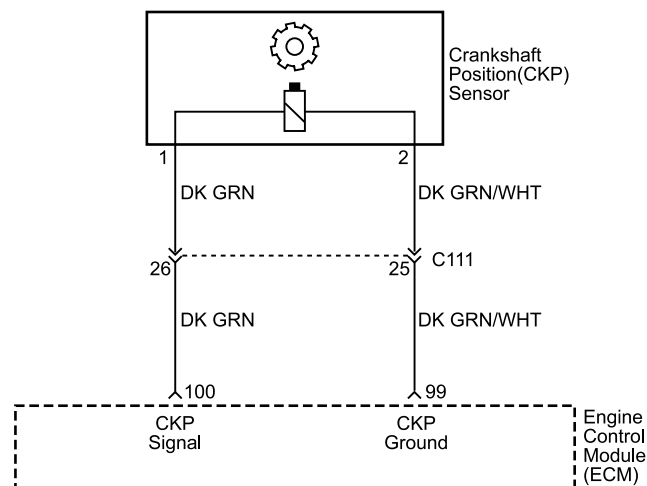 Crankshaft
Position(CKP)
Sensor
1
2
DK GRN
DK GRN/WHT
26
25
C111
DK GRN
DK GRN/WHT
100
99
CKP
Signal
CKP
Ground
Engine
Control
Module
(ECM)